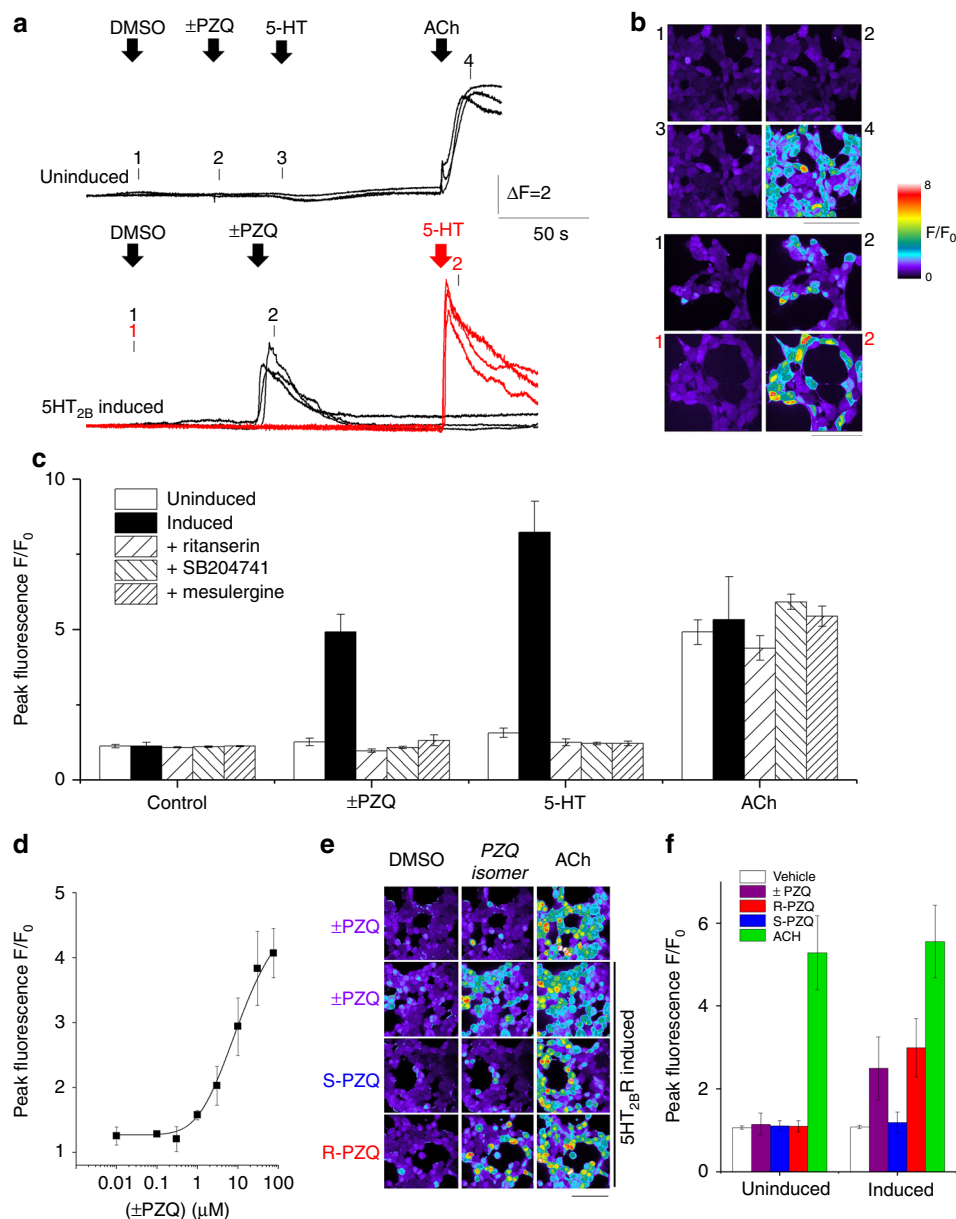 a
DMSO ±PZQ 5-HT ACh
4
1 2 3
Uninduced
ΔF=2
50 s
DMSO ±PZQ 5-HT
2
1 2
1
5HT2B induced
b
1 2
3 4
8
F/F0
0
1 2
1 2
c
10
5
0
Peak fluorescence F/F0
Uninduced
Induced
+ ritanserin
+ SB204741
+ mesulergine
Control ±PZQ 5-HT ACh
d
5
4
3
2
1
Peak fluorescence F/F0
0.01 0.1 1 10 100
(±PZQ) (μM)
e
DMSO PZQ isomer ACh
±PZQ
±PZQ
S-PZQ
R-PZQ
5HT2BR induced
f
Vehicle
± PZQ
R-PZQ
S-PZQ
ACH
6
4
2
0
Peak fluorescence F/F0
Uninduced Induced